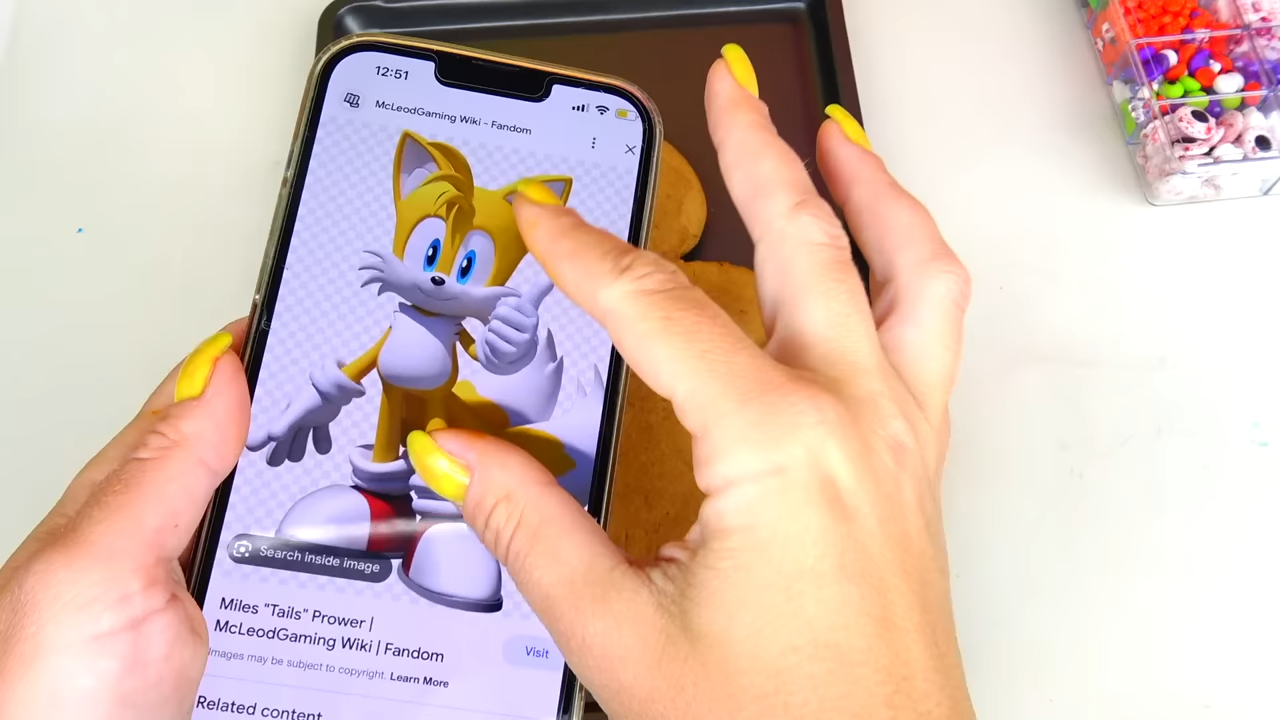 12:51
McLeodGaming Wiki - Fandom
Search inside image
Miles "Tails" Prower |
McLeodGaming Wiki | Fandom
Visit
Images may be subject to copyright. Learn More
Related content